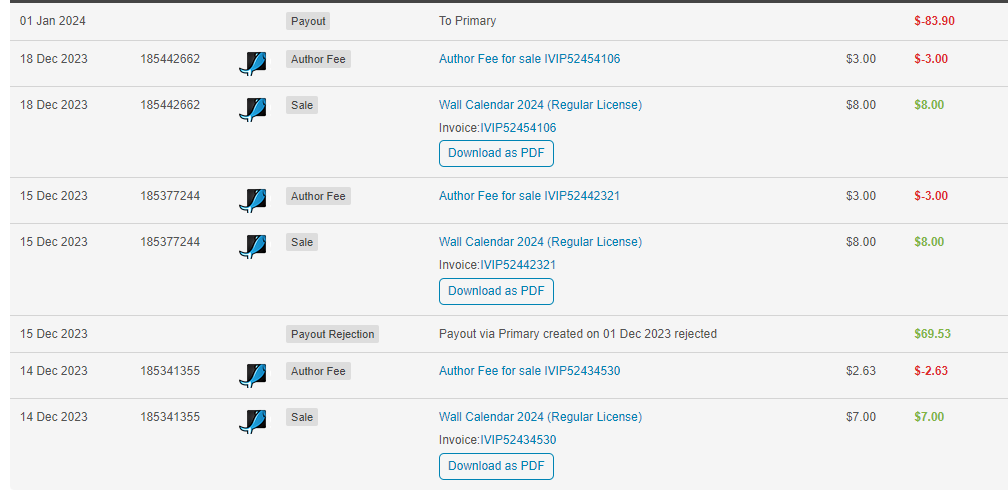 01 Jan 2024 Payout To Primary $-83.90
18 Dec 2023 185442662 Author Fee Author Fee for sale IVIP52454106 $3.00 $-3.00
18 Dec 2023 185442662 Sale Wall Calendar 2024 (Regular License) $8.00 $8.00
Invoice:IVIP52454106
Download as PDF
15 Dec 2023 185377244 Author Fee Author Fee for sale IVIP52442321 $3.00 $-3.00
15 Dec 2023 185377244 Sale Wall Calendar 2024 (Regular License) $8.00 $8.00
Invoice:IVIP52442321
Download as PDF
15 Dec 2023 Payout Rejection Payout via Primary created on 01 Dec 2023 rejected $69.53
14 Dec 2023 185341355 Author Fee Author Fee for sale IVIP52434530 $2.63 $-2.63
14 Dec 2023 185341355 Sale Wall Calendar 2024 (Regular License) $7.00 $7.00
Invoice:IVIP52434530
Download as PDF